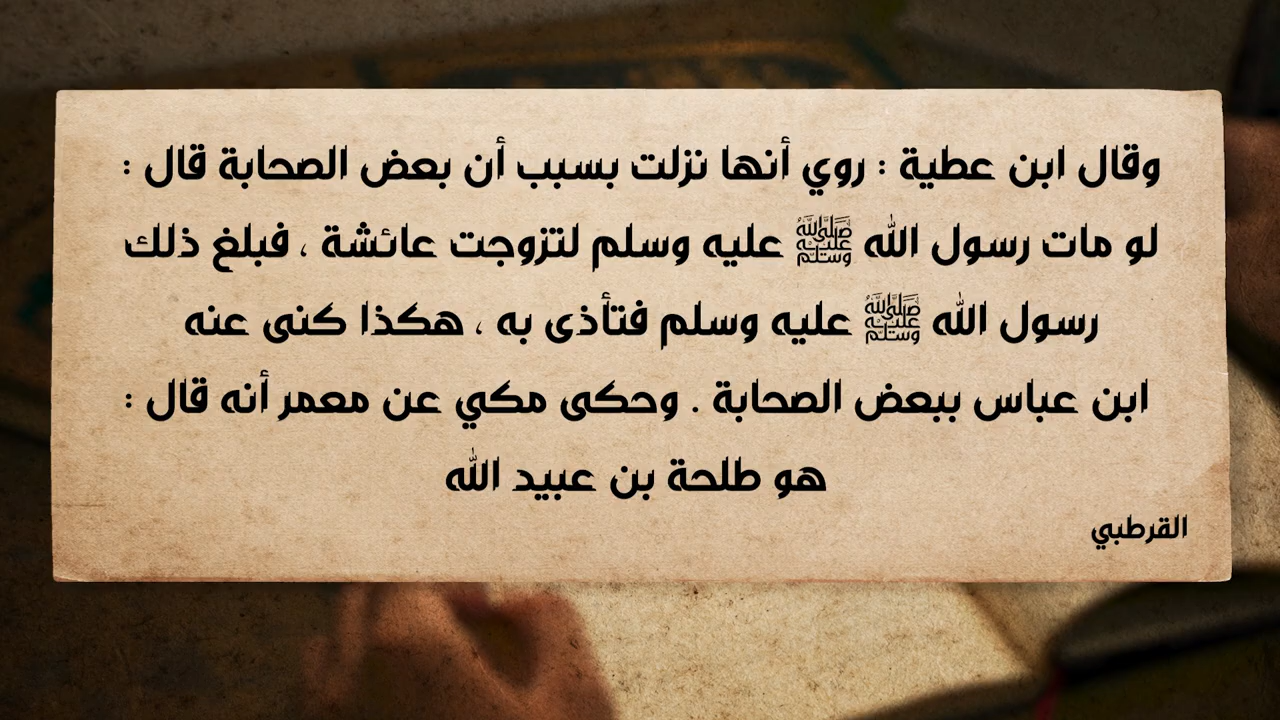 وقال ابن عطية : روي أنها نزلت بسبب أن بعض الصحابة قال :
لو مات رسول الله ﷺ عليه وسلم لتزوجت عائشة ، فبلغ ذلك
رسول الله ﷺ عليه وسلم فتأذى به ، هكذا كنى عنه
ابن عباس ببعض الصحابة . وحكى مكي عن معمر أنه قال :
هو طلحة بن عبيد الله
القرطبي